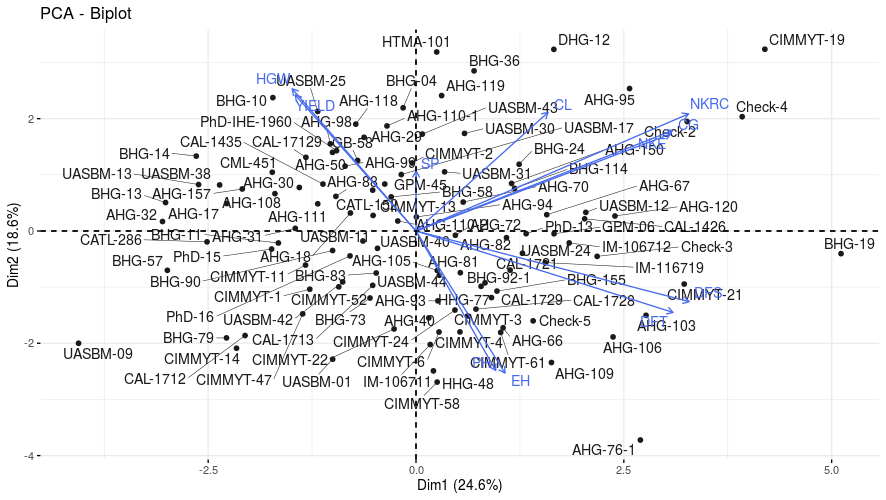 PCA - Biplot
HTMA-101
DHG-12
CIMMYT-19
BHG-36
HGW
UASBM-25
BHG-04
AHG-119
BHG-10
YIELD
AHG-118
UASBM-43
CL
AHG-95
NKRC
Check-4
PhD-IHE-1960
AHG-98
AHG-110-1
UASBM-30
UASBM-17
Check-2
CAL-1435
CAL-17129
GB-58
AHG-29
AHG-150
NKE
BHG-14
CML-451
AHG-50
CIMMYT-2
BHG-24
BHG-114
UASBM-13
UASBM-38
SP
UASBM-31
BHG-13
AHG-157
AHG-30
AHG-83
GPM-45
BHG-58
AHG-70
AHG-67
AHG-32
AHG-17
AHG-108
AHG-111
CIMMYT-13
AHG-94
UASBM-12
AHG-120
BHG-11
AHG-31
UASBM-11
AHG-72
PhD-13
GPM-06
CAL-1426
CATL-286
UASBM-40
AHG-82
UASBM-24
IM-106712
Check-3
BHG-19
BHG-57
PhD-15
AHG-18
AHG-105
AHG-81
CAL-1721
IM-116719
BHG-90
CIMMYT-11
BHG-83
UASBM-44
BHG-92-1
BHG-155
CIMMYT-21
CIMMYT-1
CIMMYT-52
AHG-93
HHG-77
CAL-1729
CAL-1728
PhD-16
UASBM-42
BHG-73
AHG-40
CIMMYT-3
Check-5
AHG-103
BHG-79
CAL-1713
CIMMYT-24
CIMMYT-4
AHG-66
AHG-106
UASBM-09
CIMMYT-14
CIMMYT-22
CIMMYT-6
CIMMYT-61
CAL-1712
CIMMYT-47
UASBM-01
IM-106711
HHG-48
EH
AHG-109
CIMMYT-58
AHG-76-1
2
0
-2
-4
-2.5
0.0
2.5
5.0
Dim1 (24.6%)
Dim2 (18.6%)